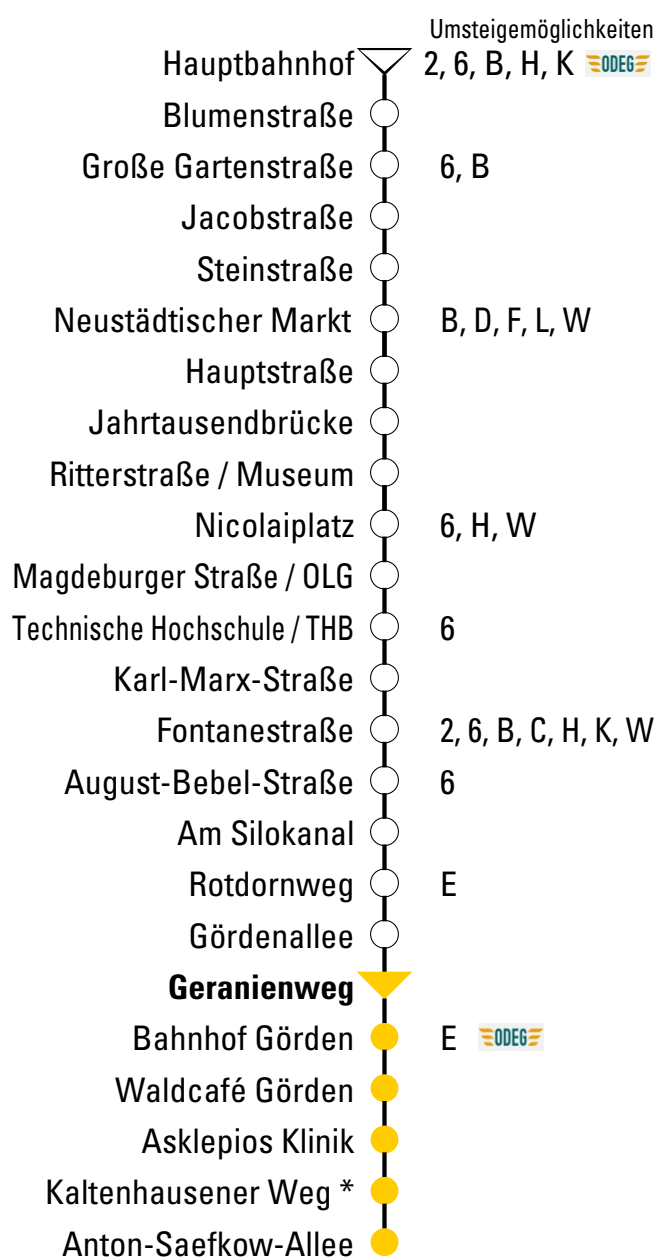 Umsteigemöglichkeiten
Hauptbahnhof 2, 6, B, H, K ODEG
Blumenstraße
Große Gartenstraße 6, B
Jacobstraße
Steinstraße
Neustädtischer Markt B, D, F, L, W
Hauptstraße
Jahrtausendbrücke
Ritterstraße / Museum
Nicolaiplatz 6, H, W
Magdeburger Straße / OLG
Technische Hochschule / THB 6
Karl-Marx-Straße
Fontanestraße 2, 6, B, C, H, K, W
August-Bebel-Straße 6
Am Silokanal
Rotdornweg E
Gördenallee
Geranienweg
Bahnhof Görden E ODEG
Waldcafé Görden
Asklepios Klinik
Kaltenhausener Weg *
Anton-Saefkow-Allee